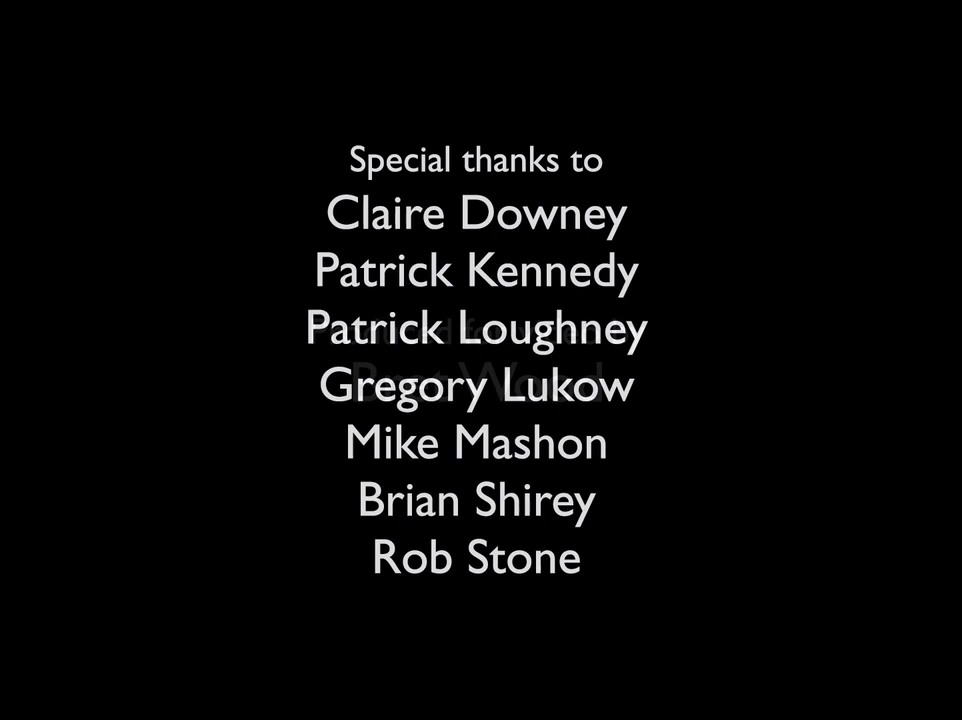 Special thanks to
Claire Downey
Patrick Kennedy
Patrick Loughney
Gregory Lukow
Mike Mashon
Brian Shirey
Rob Stone